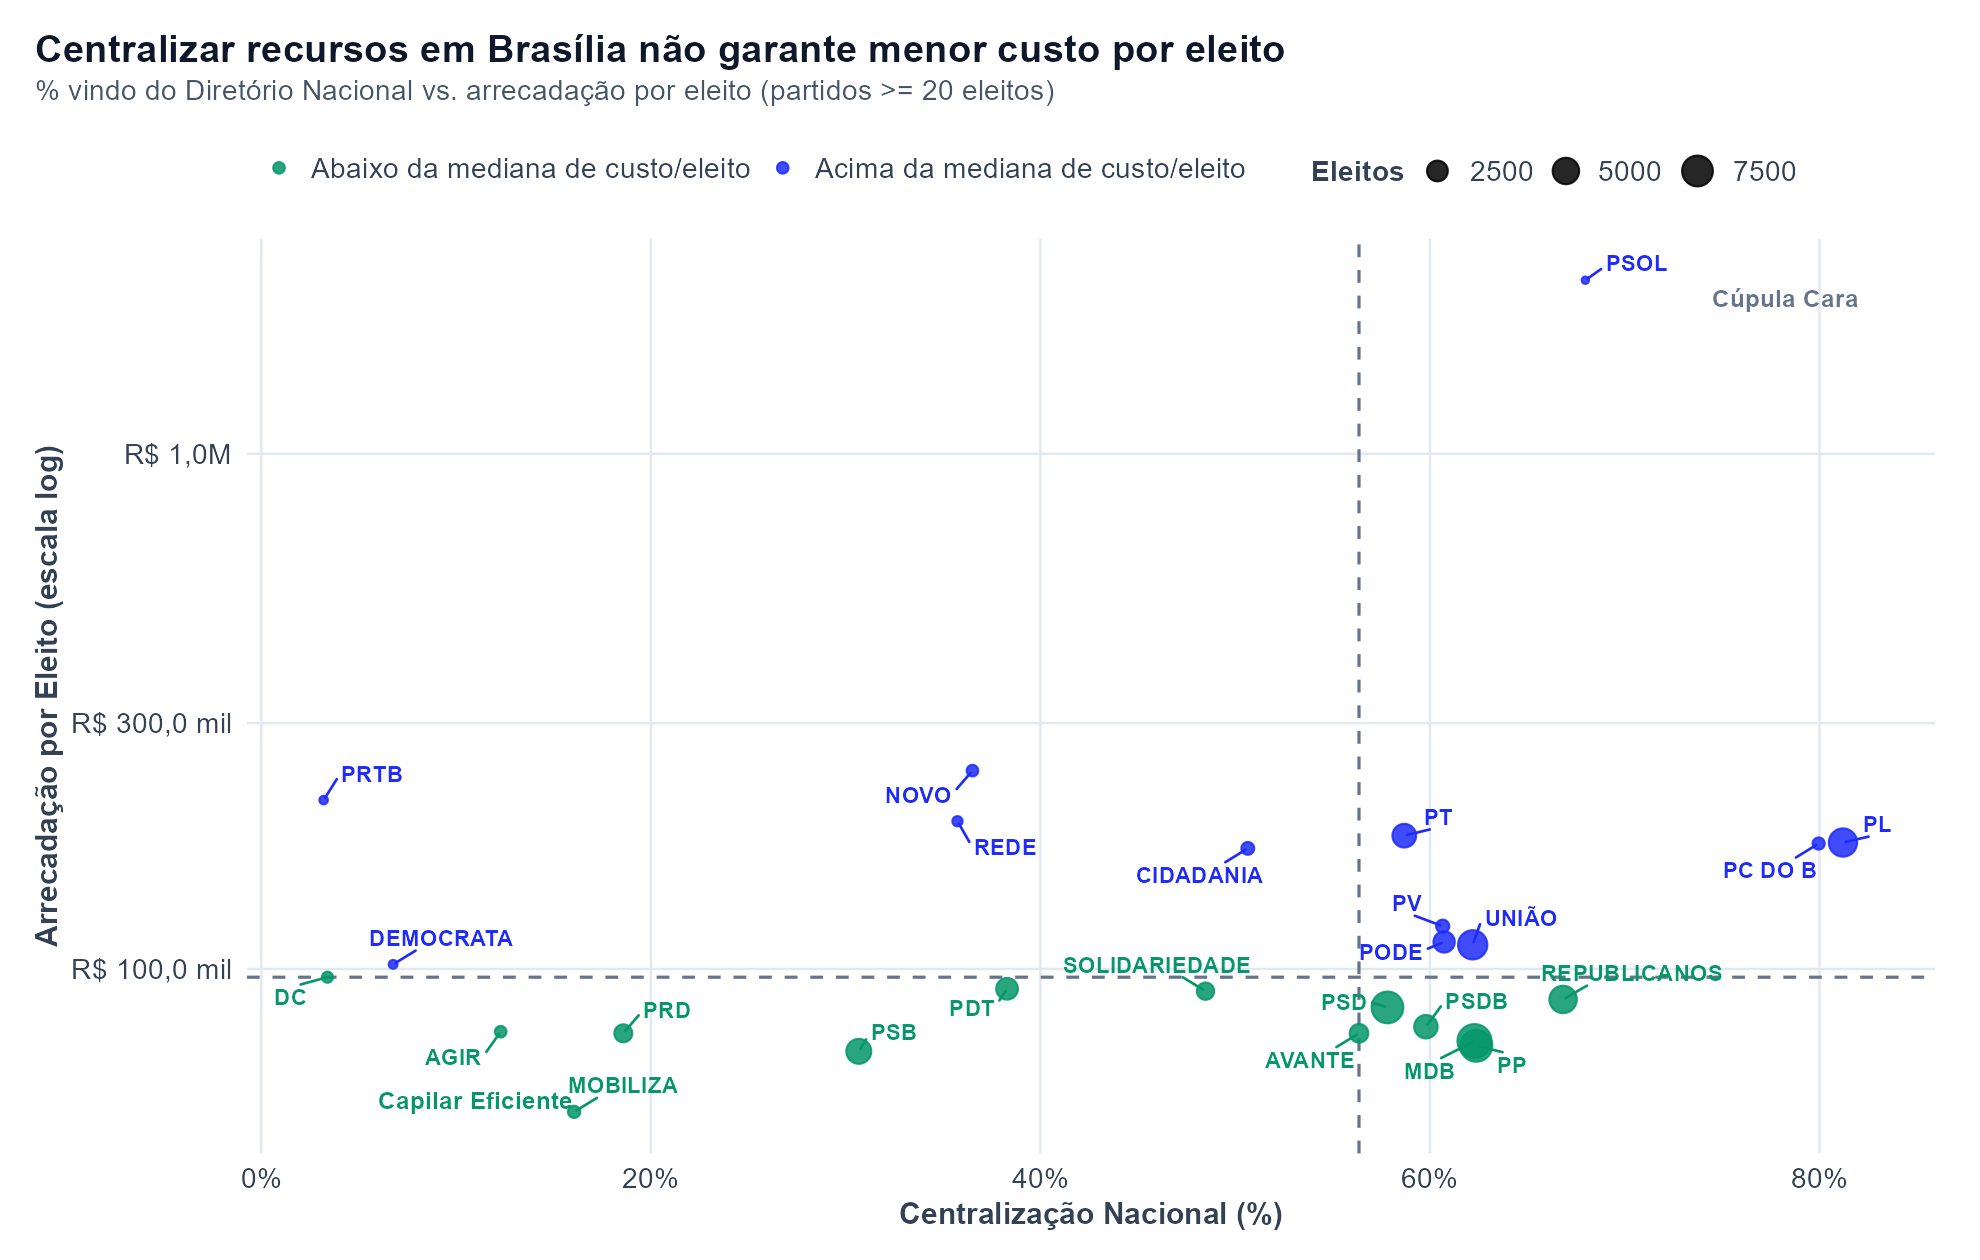 Centralizar recursos em Brasília não garante menor custo por eleito
% vindo do Diretório Nacional vs. arrecadação por eleito (partidos >= 20 eleitos)
Abaixo da mediana de custo/eleito
Acima da mediana de custo/eleito
Eleitos
2500
5000
7500
PSOL
Cúpula Cara
R$ 1,0M
R$ 300,0 mil
R$ 100,0 mil
Arrecadação por Eleito (escala log)
PRTB
NOVO
REDE
CIDADANIA
PT
PL
PC DO B
PV
UNIÃO
PODE
DEMOCRATA
SOLIDARIEDADE
REPUBLICANOS
DC
PDT
PSD
PSDB
PRD
PSB
AGIR
AVANTE
MDB
PP
MOBILIZA
Capilar Eficiente
0%
20%
40%
60%
80%
Centralização Nacional (%)